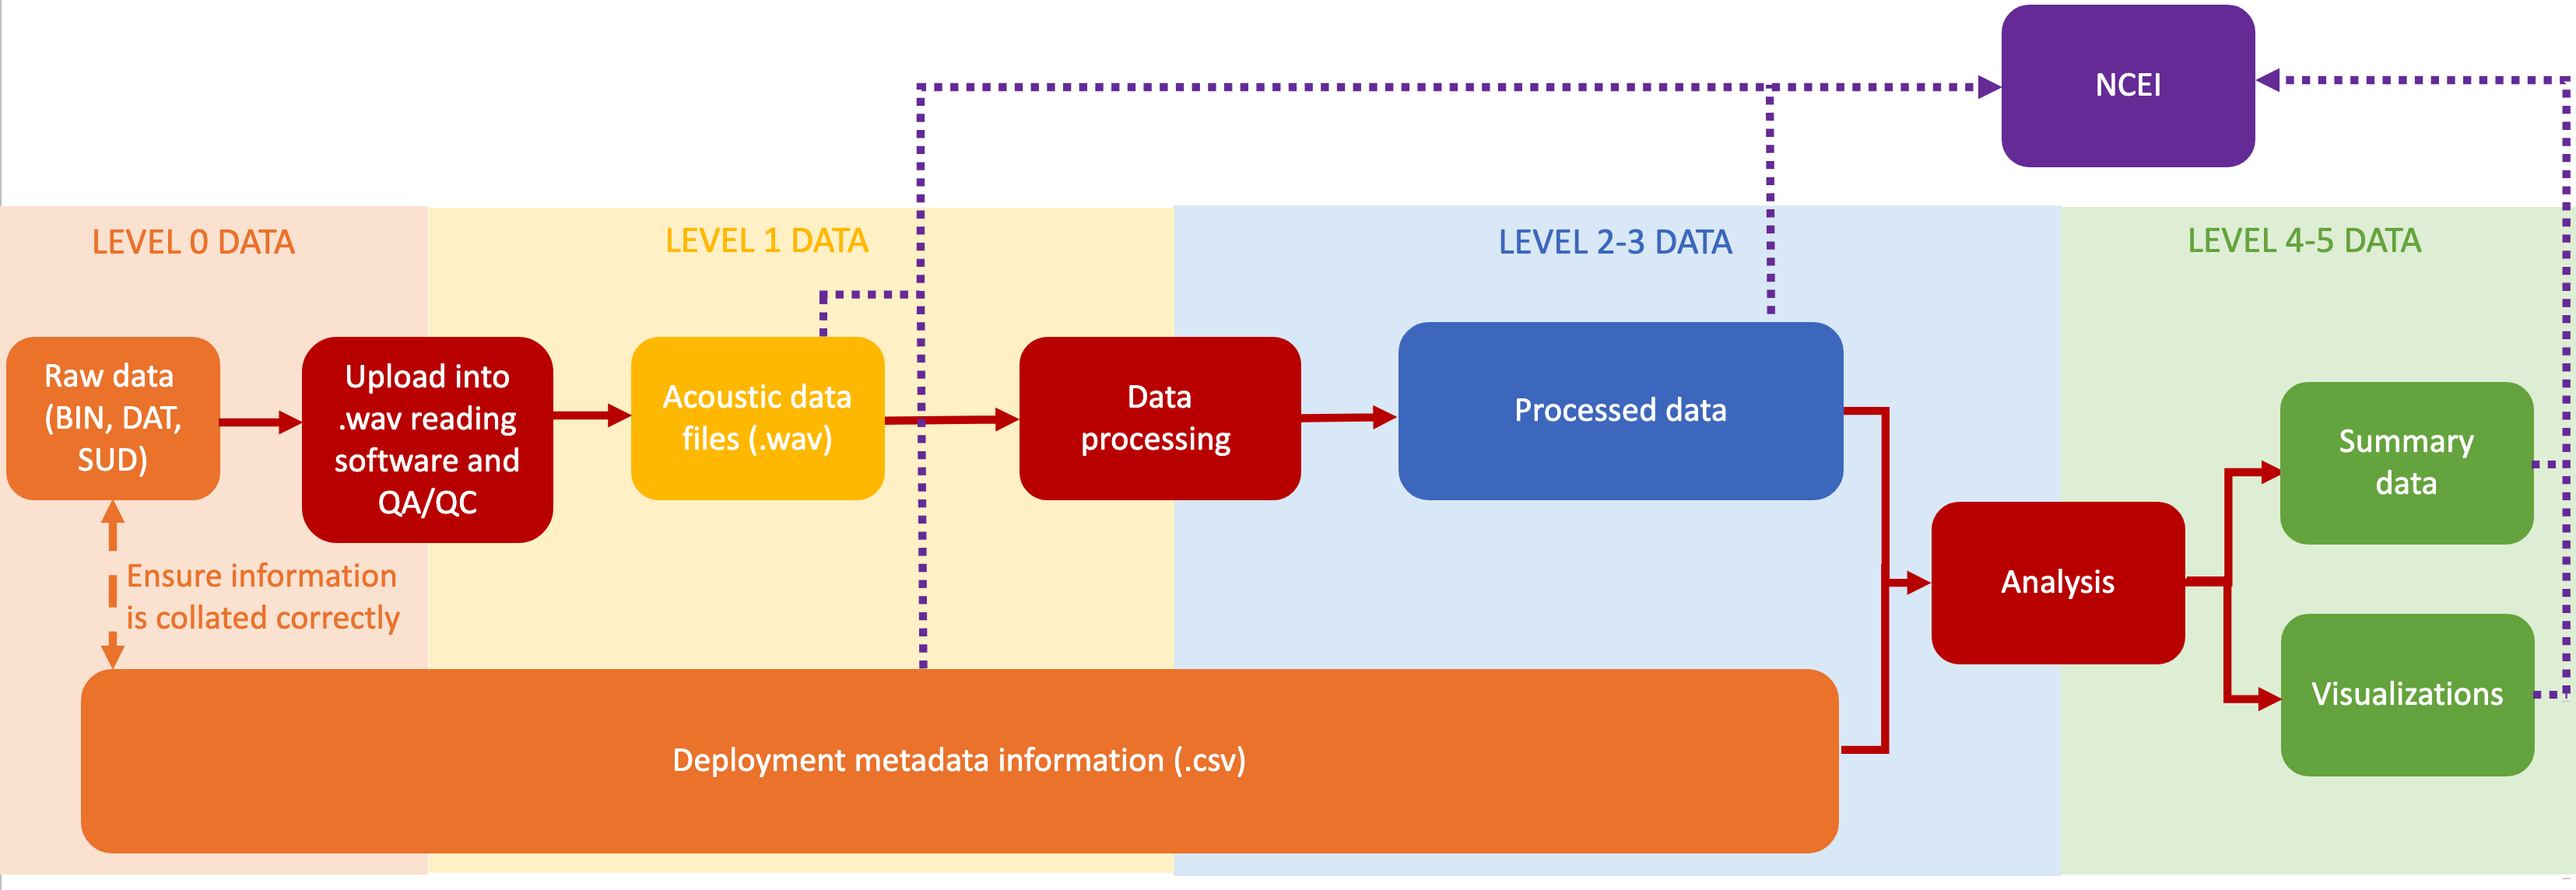 NCEI
LEVEL 0 DATA
LEVEL 1 DATA
LEVEL 2-3 DATA
LEVEL 4-5 DATA
Raw data
(BIN, DAT,
SUD)
Upload into
.wav reading
software and
QA/QC
Acoustic data
files (.wav)
Data
processing
Processed data
Summary
data
Ensure information
is collated correctly
Analysis
Visualizations
Deployment metadata information (.csv)